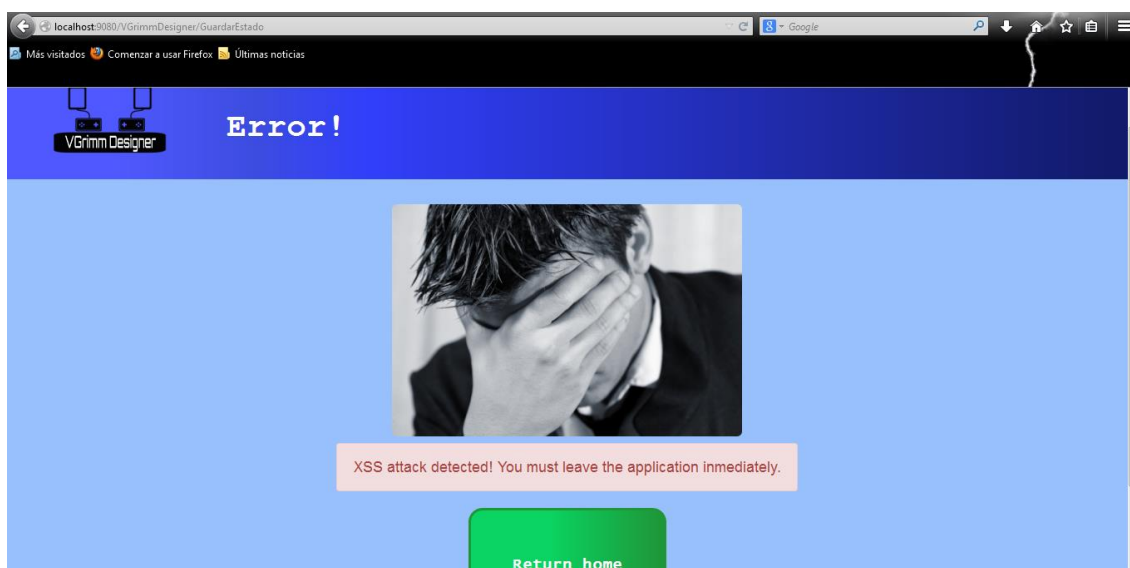 localhost:9080/VGrimmDesigner/GuardarEstado
Google
Más visitados Comenzar a usar Firefox Últimas noticias
VGrimm Designer
Error!
XSS attack detected! You must leave the application inmediately.
Return home